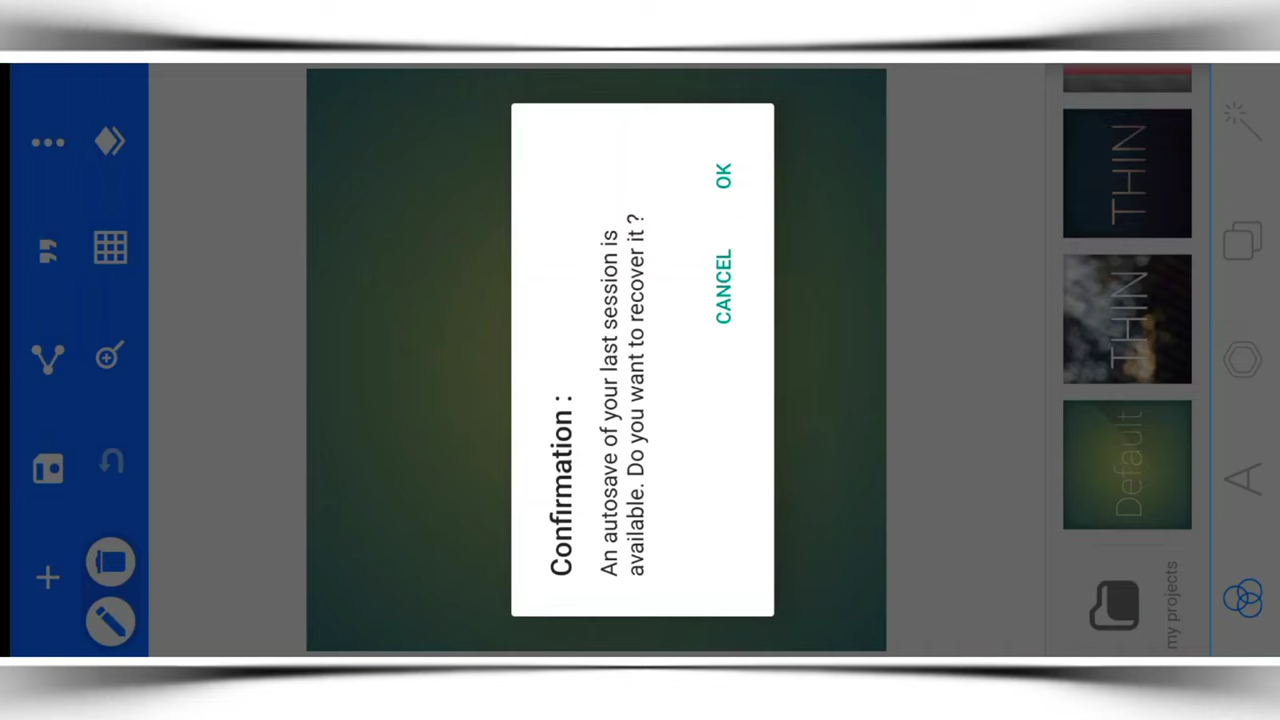 Confirmation :
An autosave of your last session is
available. Do you want to recover it ?
CANCEL OK
Default
THIN
THIN
my projects
A